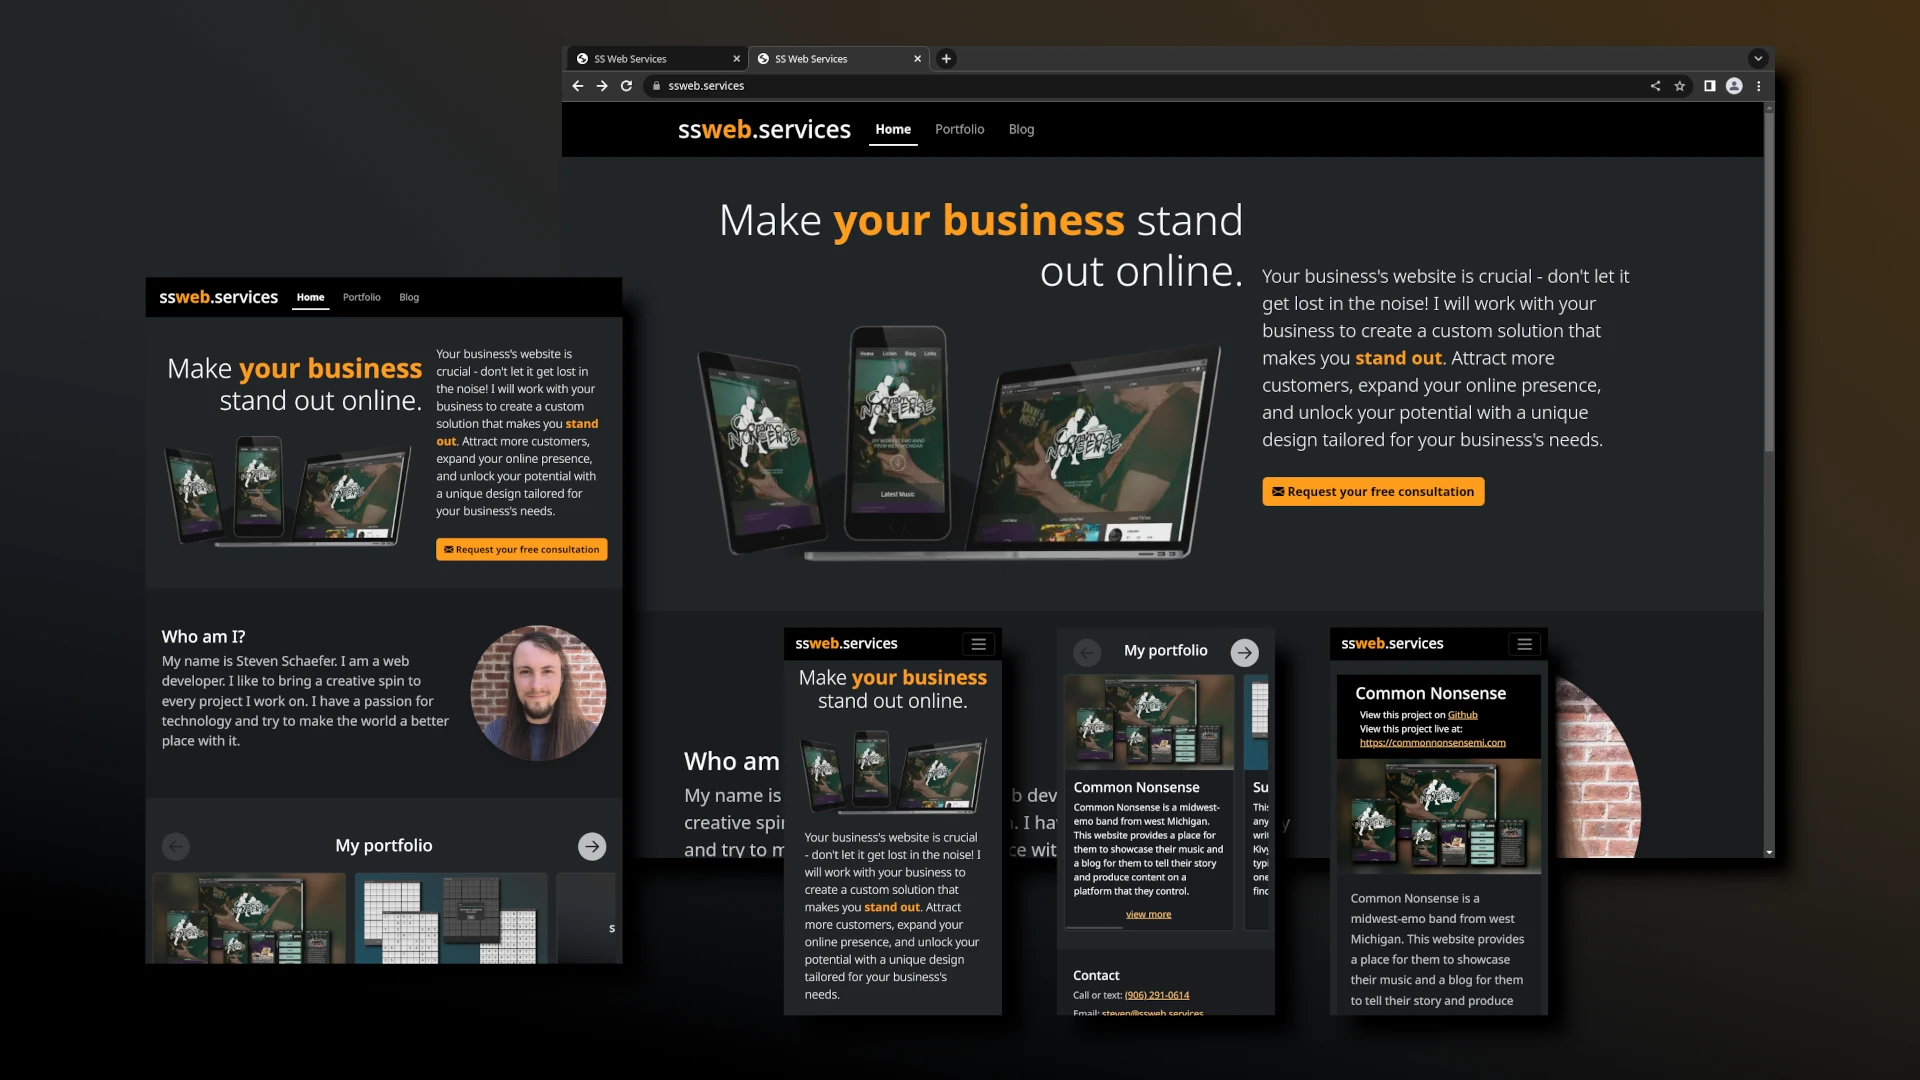 SS Web Services
SS Web Services
ssweb.services
ssweb.services Home Portfolio Blog
Make your business stand
out online.
Your business's website is crucial - don't let it
get lost in the noise! I will work with your
business to create a custom solution that
makes you stand out. Attract more
customers, expand your online presence,
and unlock your potential with a unique
design tailored for your business's needs.
Request your free consultation
Home Listen Blog Links
Common
NONSENSE
Latest Music
Who am
My name is
creative spi
and try to m
b dev
. I ha
ce wit
y
ssweb.services Home Portfolio Blog
Make your business
stand out online.
Your business's website is
crucial - don't let it get lost in
the noise! I will work with your
business to create a custom
solution that makes you stand
out. Attract more customers,
expand your online presence,
and unlock your potential with
a unique design tailored for
your business's needs.
Request your free consultation
Who am I?
My name is Steven Schaefer. I am a web
developer. I like to bring a creative spin to
every project I work on. I have a passion for
technology and try to make the world a better
place with it.
My portfolio
s
ssweb.services
Make your business
stand out online.
Your business's website is crucial
- don't let it get lost in the noise! I
will work with your business to
create a custom solution that
makes you stand out. Attract
more customers, expand your
online presence, and unlock your
potential with a unique design
tailored for your business's
needs.
My portfolio
Common Nonsense
Common Nonsense is a midwest-
emo band from west Michigan.
This website provides a place for
them to showcase their music and
a blog for them to tell their story
and produce content on a
platform that they control.
view more
Su
This
any
writ
Kivy
typi
one
finc
Contact
Call or text: (906) 291-0614
Email: steven@ssweb.services
ssweb.services
Common Nonsense
View this project on Github
View this project live at:
https://commonnonsensemi.com
Common Nonsense is a
midwest-emo band from west
Michigan. This website provides
a place for them to showcase
their music and a blog for them
to tell their story and produce